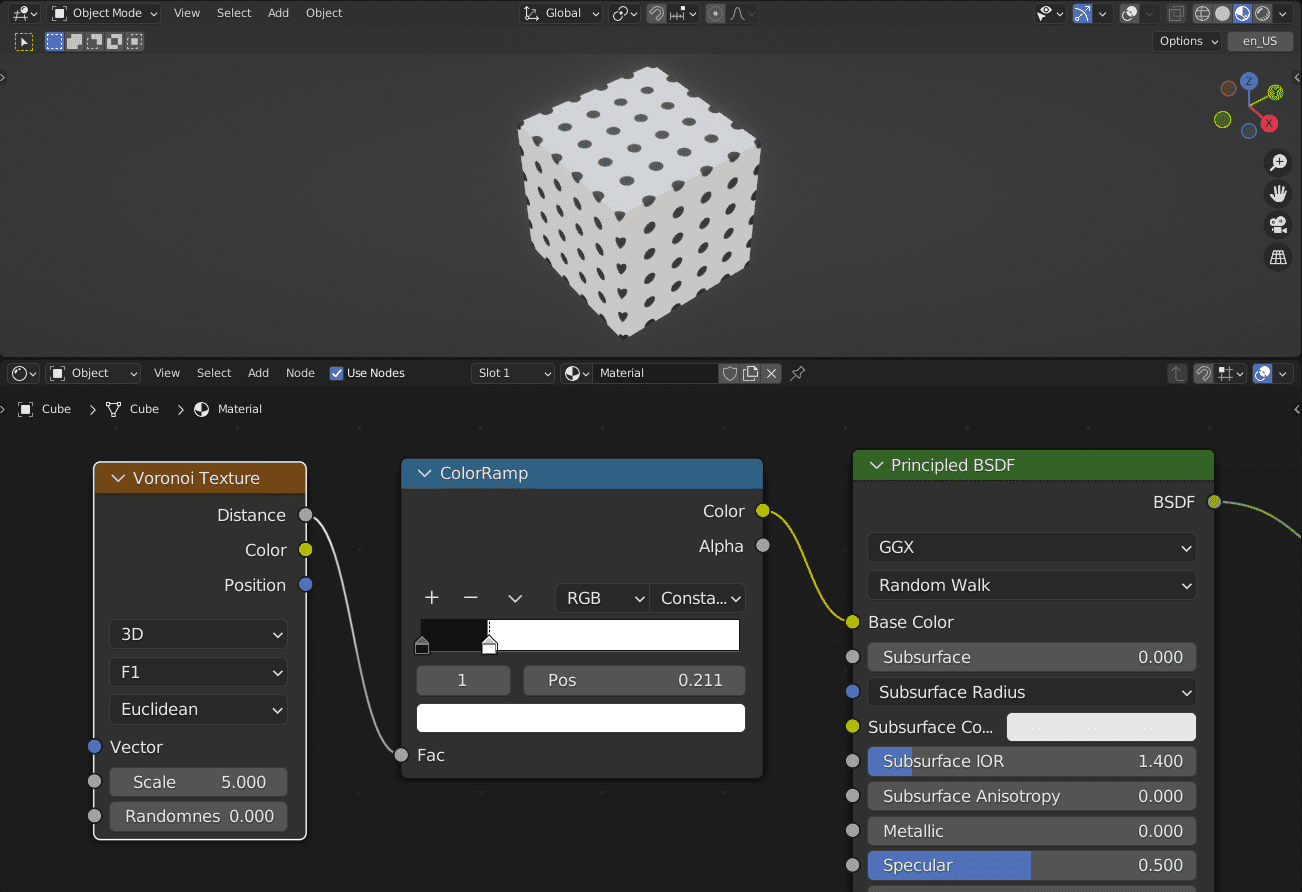 Object Mode View Select Add Object Global
Options en_US
Z
Y
X
Object View Select Add Node Use Nodes Slot 1 Material
Cube Cube Material
Voronoi Texture
Distance
Color
Position
3D
F1
Euclidean
Vector
Scale 5.000
Randomnes 0.000
ColorRamp
Color
Alpha
+ − RGB Consta...
1 Pos 0.211
Fac
Principled BSDF
BSDF
GGX
Random Walk
Base Color
Subsurface 0.000
Subsurface Radius
Subsurface Co...
Subsurface IOR 1.400
Subsurface Anisotropy 0.000
Metallic 0.000
Specular 0.500